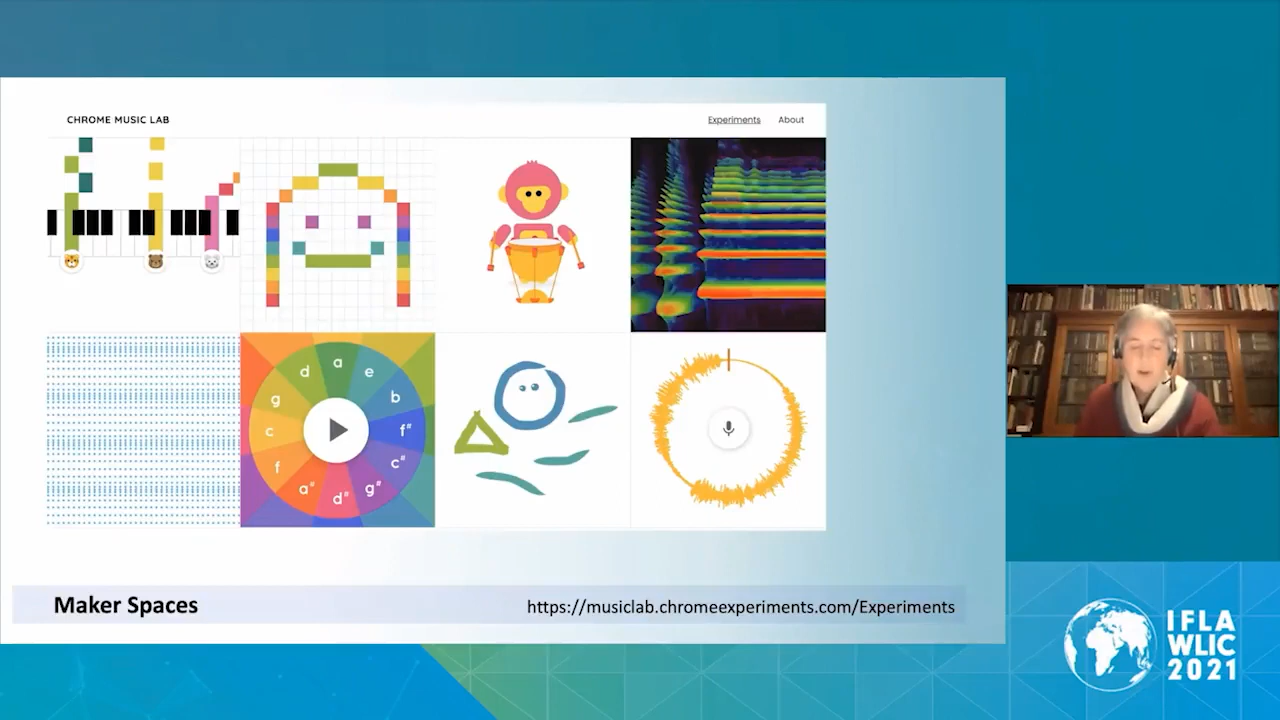 CHROME MUSIC LAB
Experiments
About
a
d
e
g
b
c
f#
f
c#
a#
g#
d#
Maker Spaces
https://musiclab.chromeexperiments.com/Experiments
IFLA
WLIC
2021